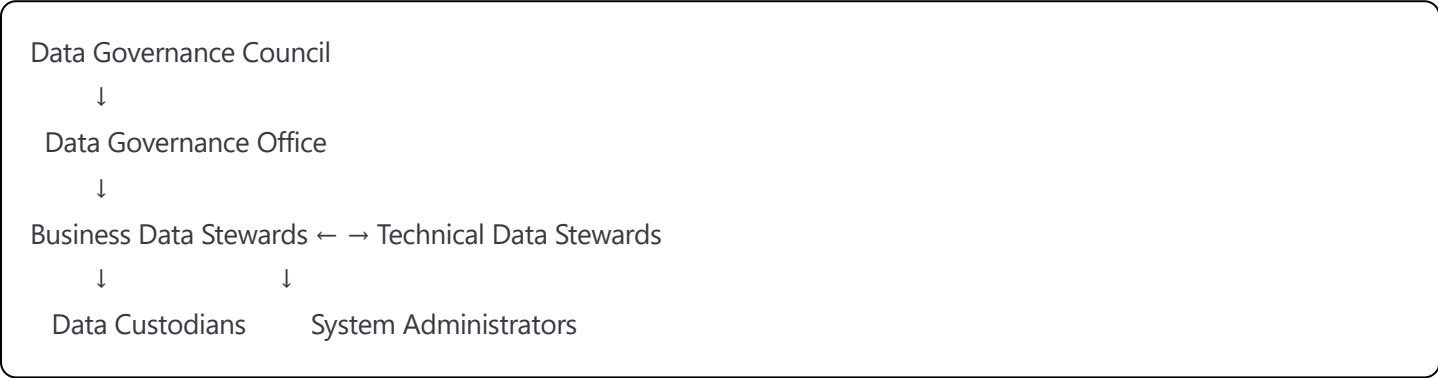 Data Governance Council
↓
Data Governance Office
↓
Business Data Stewards ← → Technical Data Stewards
↓ ↓
Data Custodians System Administrators